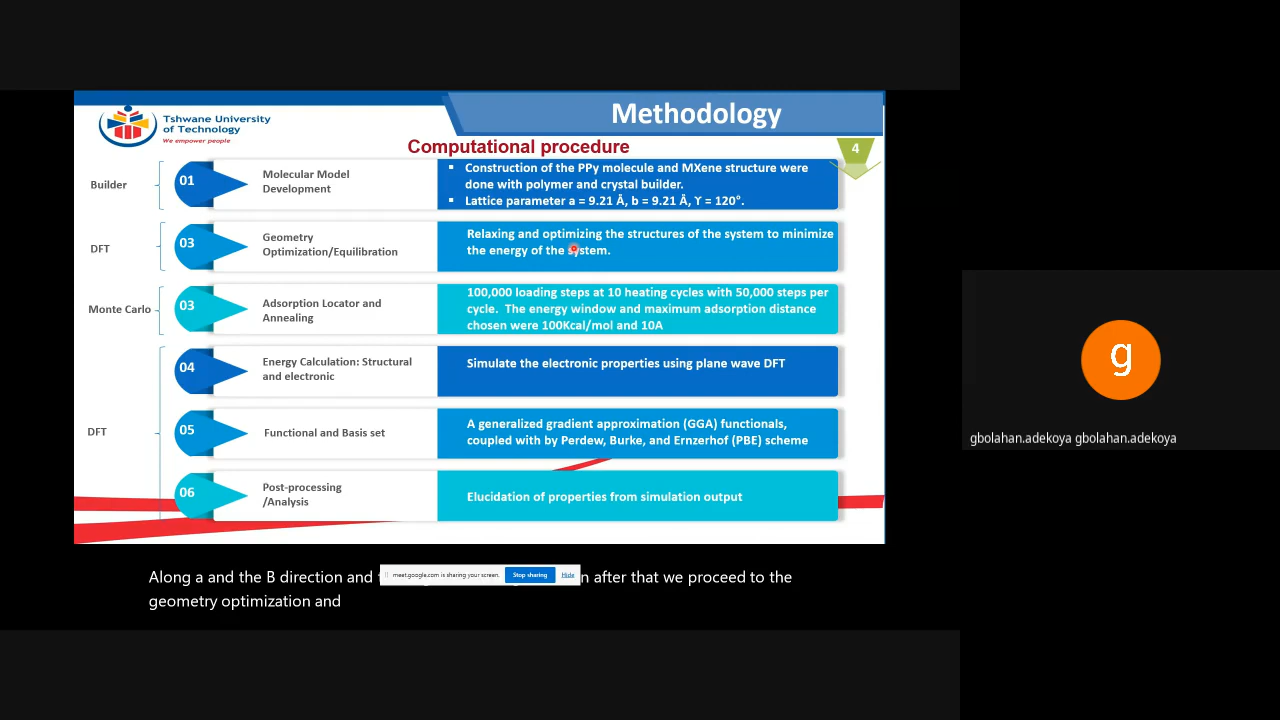 Tshwane University
of Technology
We empower people
Methodology
Computational procedure
4
Builder
01
Molecular Model
Development
▪ Construction of the PPy molecule and MXene structure were
done with polymer and crystal builder.
▪ Lattice parameter a = 9.21 Å, b = 9.21 Å, ϒ = 120°.
DFT
03
Geometry
Optimization/Equilibration
Relaxing and optimizing the structures of the system to minimize
the energy of the system.
Monte Carlo
03
Adsorption Locator and
Annealing
100,000 loading steps at 10 heating cycles with 50,000 steps per
cycle. The energy window and maximum adsorption distance
chosen were 100Kcal/mol and 10A
DFT
04
Energy Calculation: Structural
and electronic
Simulate the electronic properties using plane wave DFT
05
Functional and Basis set
A generalized gradient approximation (GGA) functionals,
coupled with by Perdew, Burke, and Ernzerhof (PBE) scheme
06
Post-processing
/Analysis
Elucidation of properties from simulation output
g
gbolahan.adekoya gbolahan.adekoya
Along a and the B direction and
meet.google.com is sharing your screen.
Stop sharing
Hide
n after that we proceed to the
geometry optimization and